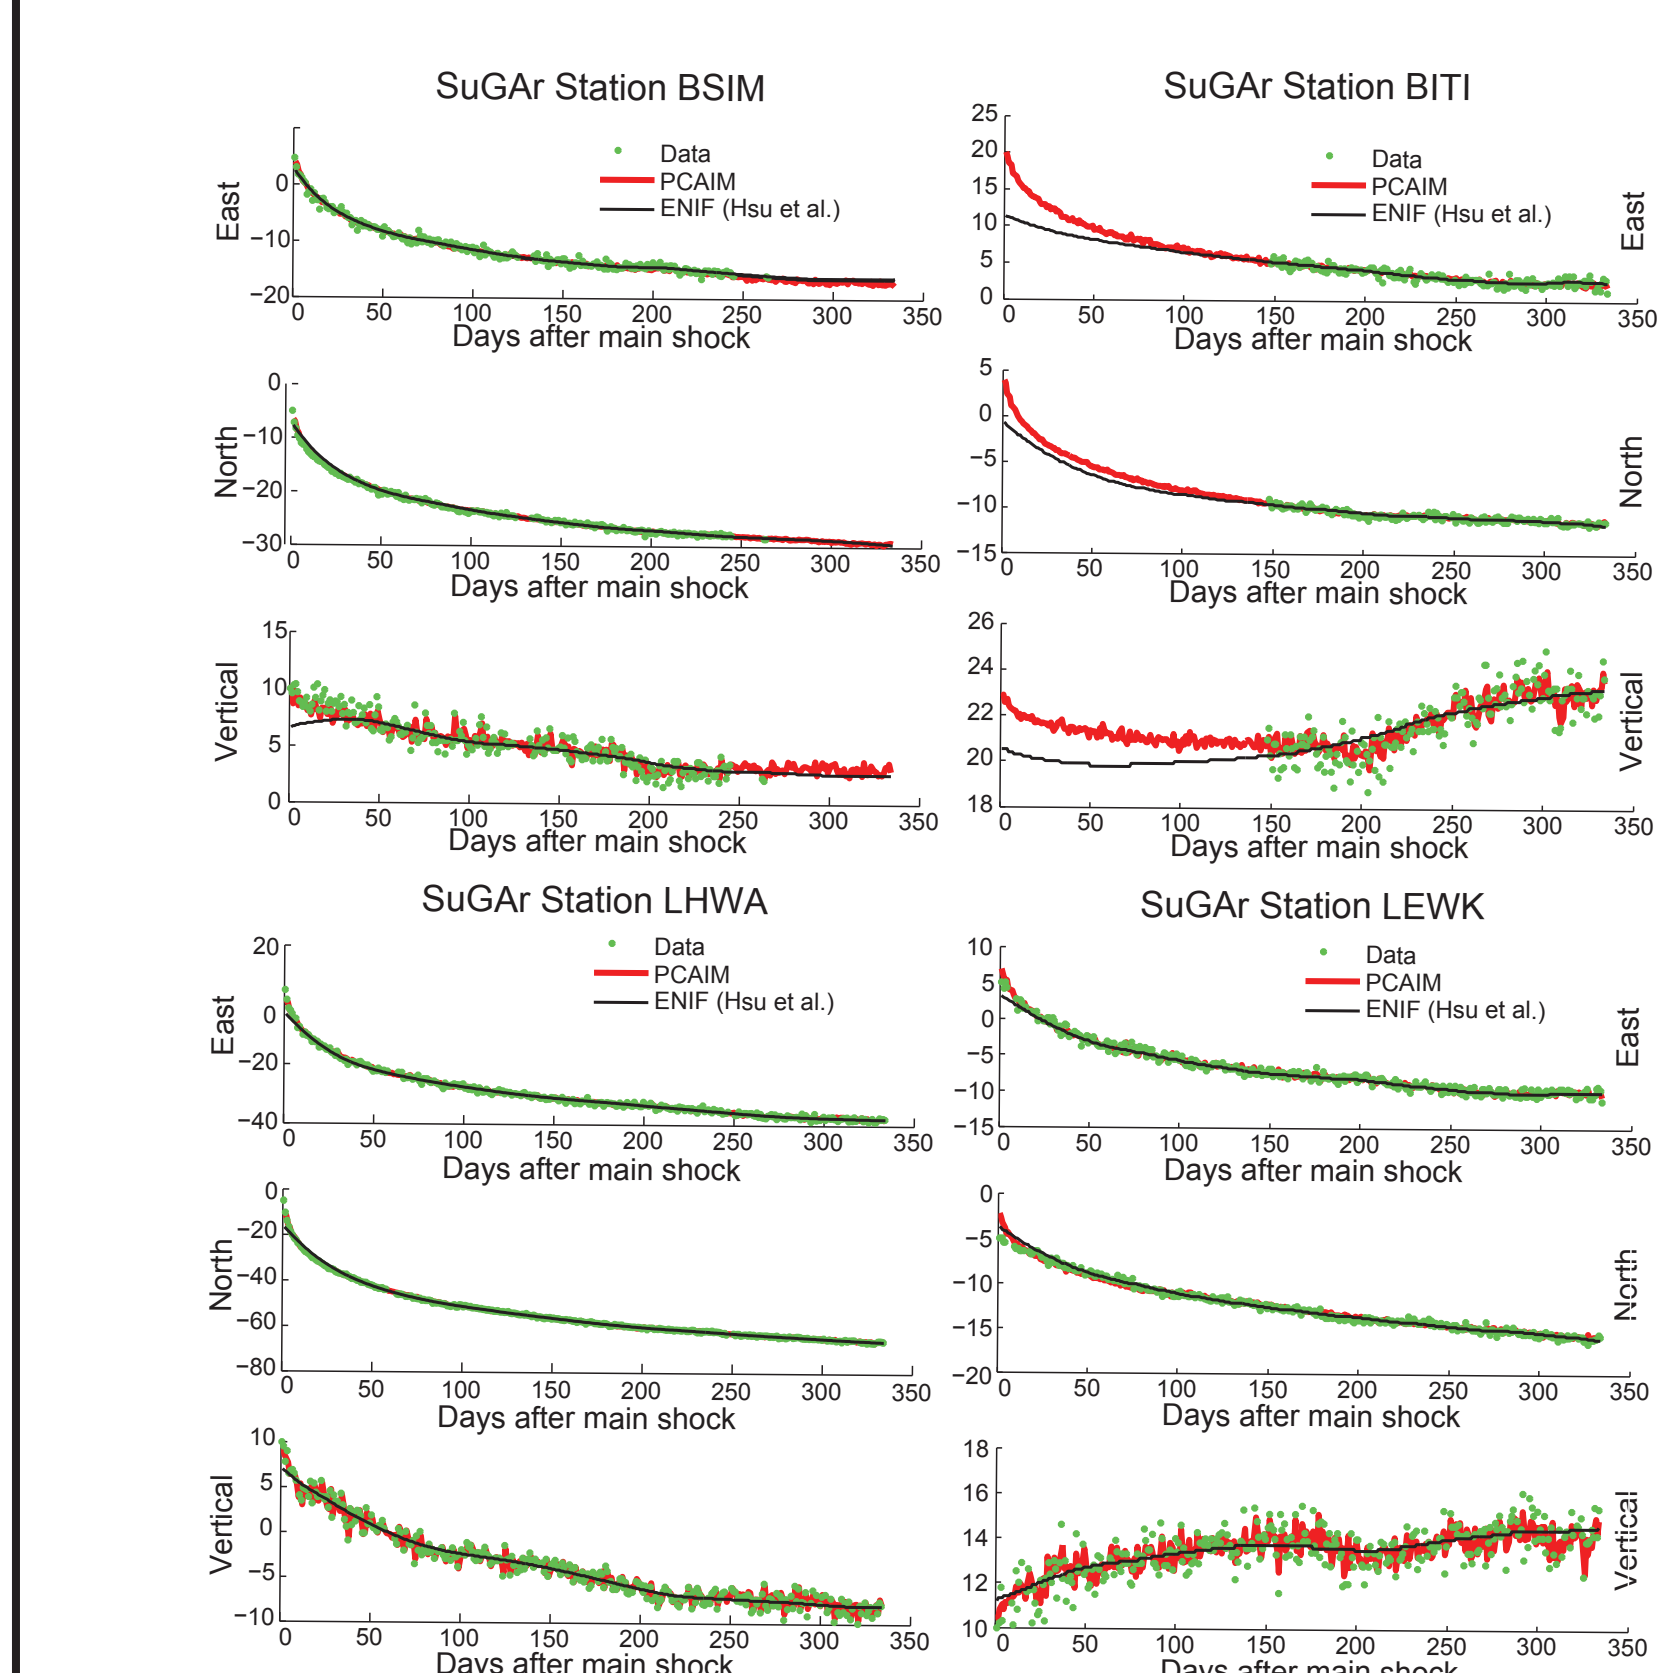 SuGAr Station BSIM
Data
PCAIM
ENIF (Hsu et al.)
East
0
−10
−20
0 50 100 150 200 250 300 350
Days after main shock
North
0
−10
−20
−30
0 50 100 150 200 250 300 350
Days after main shock
Vertical
15
10
5
0
0 50 100 150 200 250 300 350
Days after main shock
SuGAr Station BITI
Data
PCAIM
ENIF (Hsu et al.)
East
25
20
15
10
5
0
0 50 100 150 200 250 300 350
Days after main shock
North
5
0
−5
−10
−15
0 50 100 150 200 250 300 350
Days after main shock
Vertical
26
24
22
20
18
0 50 100 150 200 250 300 350
Days after main shock
SuGAr Station LHWA
Data
PCAIM
ENIF (Hsu et al.)
East
20
0
−20
−40
0 50 100 150 200 250 300 350
Days after main shock
North
0
−20
−40
−60
−80
0 50 100 150 200 250 300 350
Days after main shock
Vertical
10
5
0
−5
−10
0 50 100 150 200 250 300 350
Days after main shock
SuGAr Station LEWK
Data
PCAIM
ENIF (Hsu et al.)
East
10
5
0
−5
−10
−15
0 50 100 150 200 250 300 350
Days after main shock
North
0
−5
−10
−15
−20
0 50 100 150 200 250 300 350
Days after main shock
Vertical
18
16
14
12
10
0 50 100 150 200 250 300 350
Days after main shock